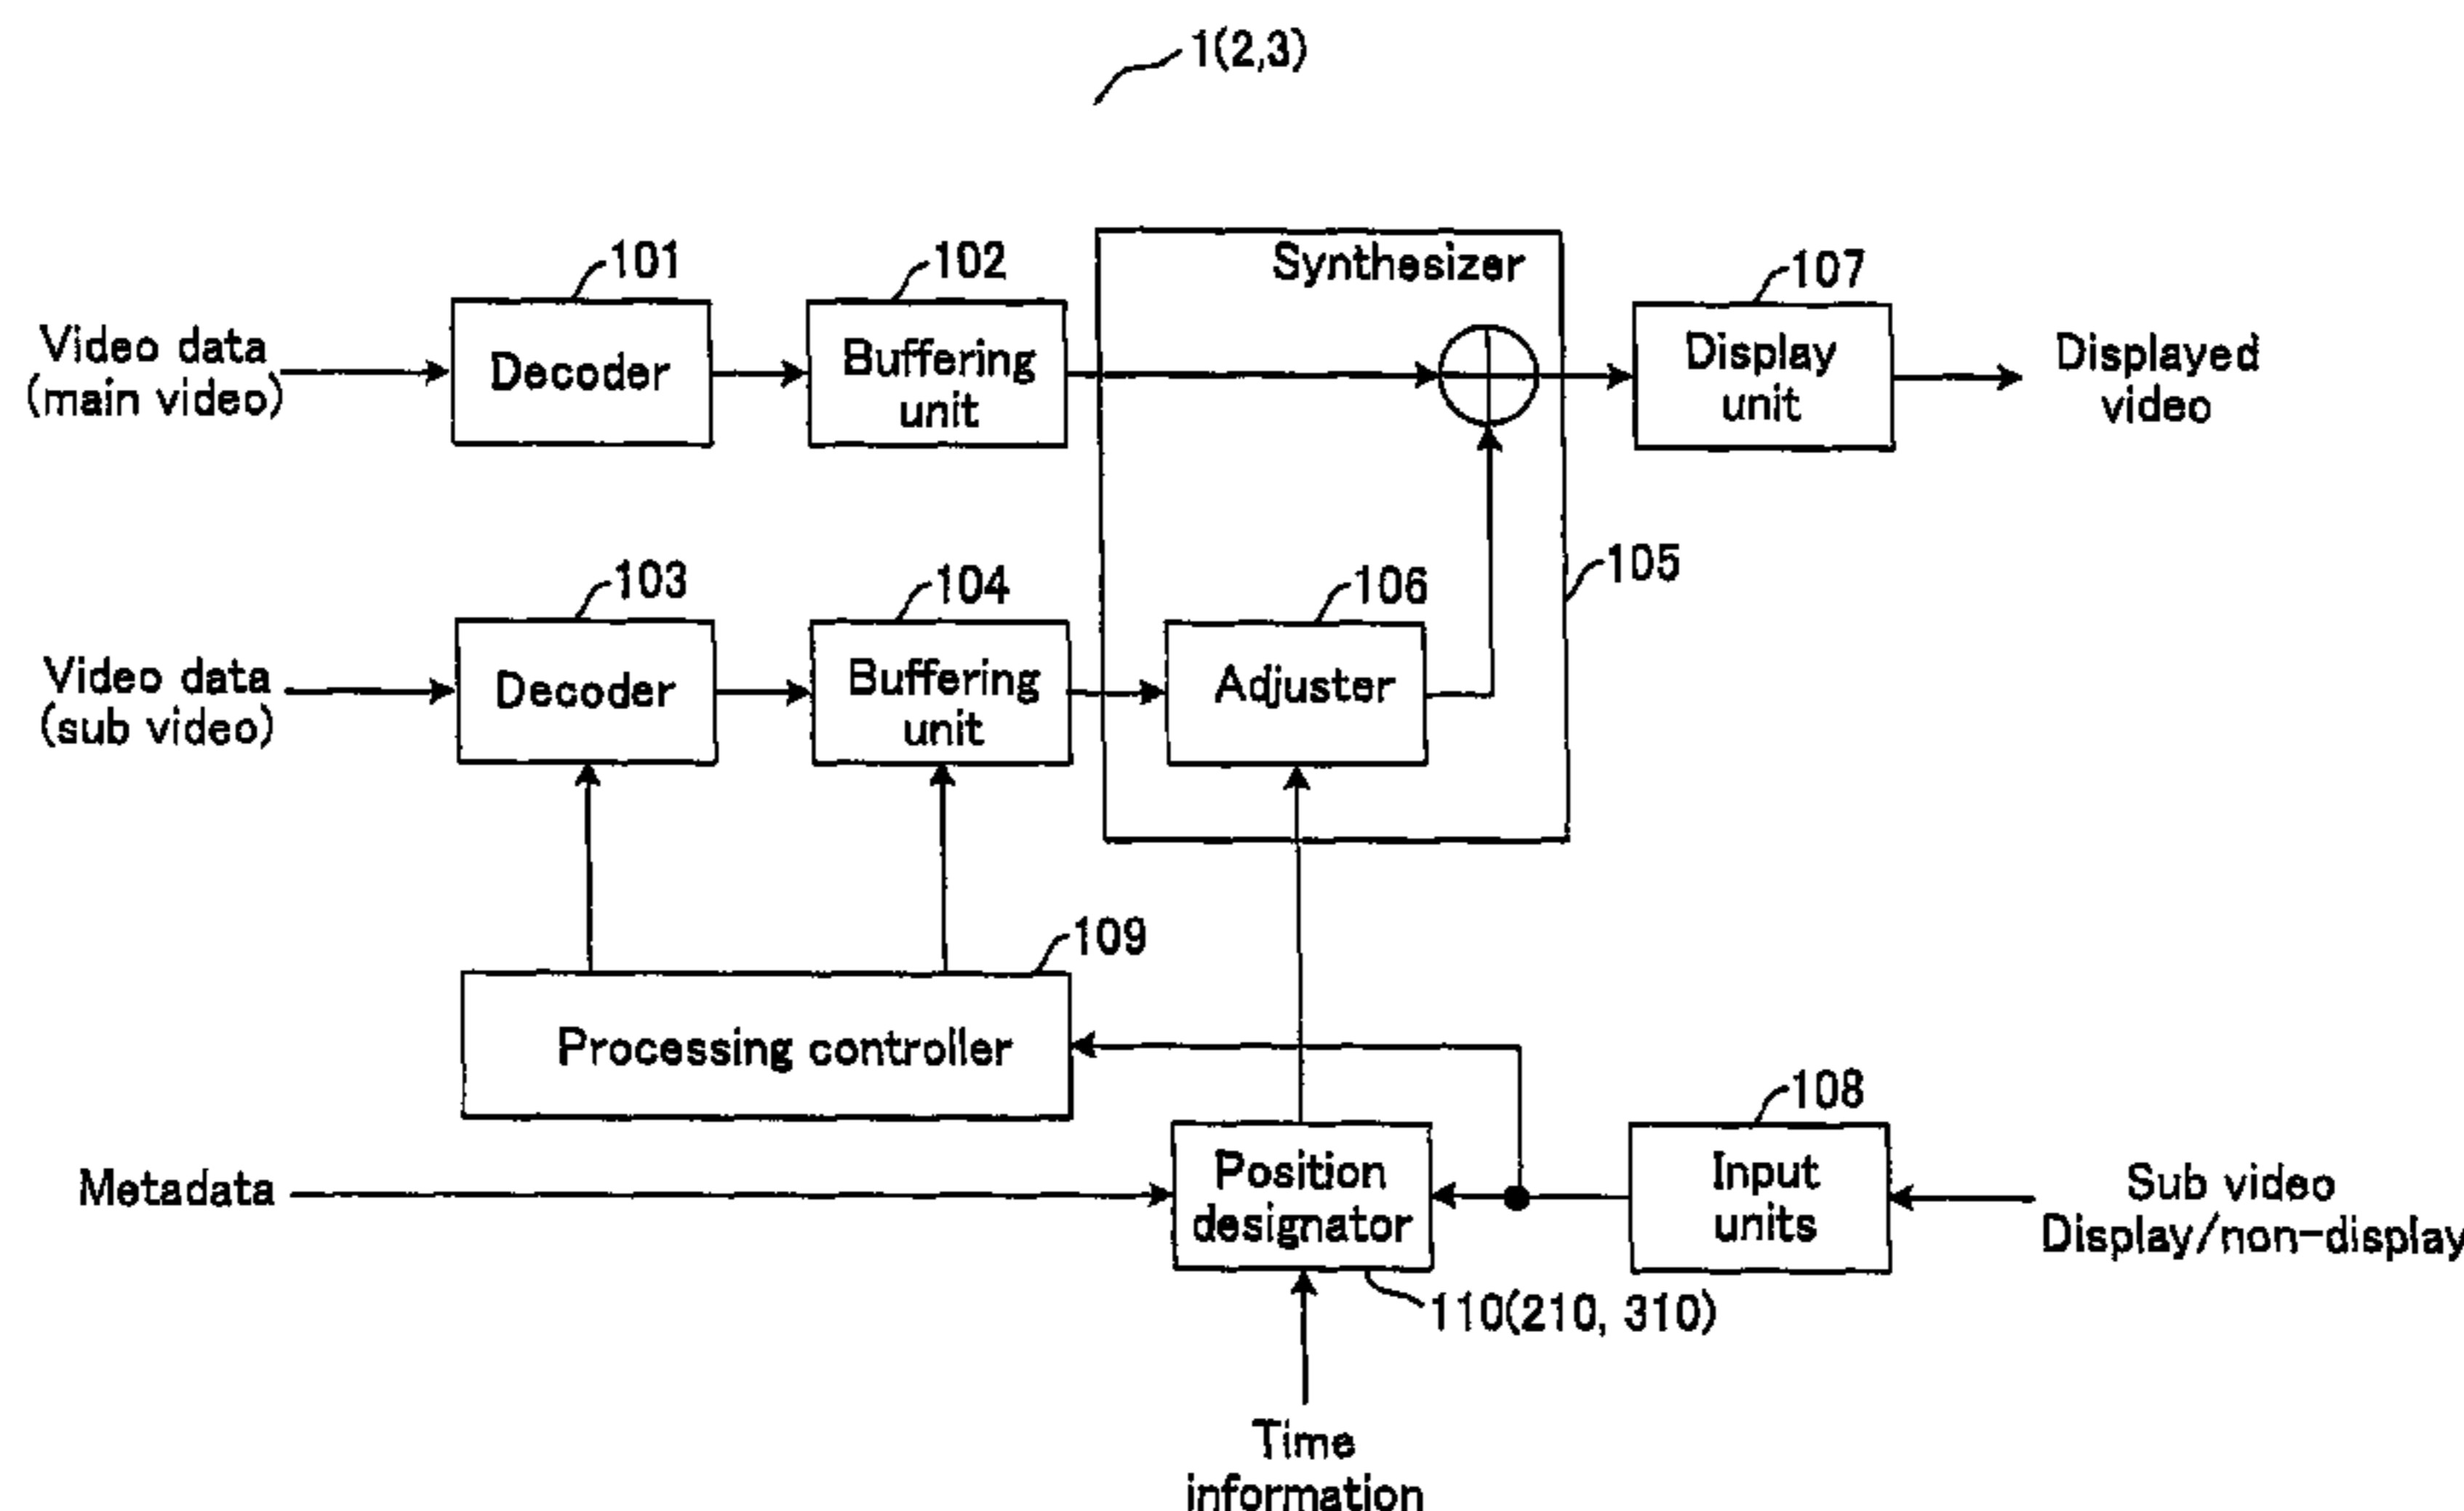 1(2,3)
Synthesizer
101
102
107
Video data
(main video)
Decoder
Buffering
unit
Display
unit
Displayed
video
103
104
106
105
Video data
(sub video)
Decoder
Buffering
unit
Adjuster
109
Processing controller
108
Metadata
Position
designator
Input
units
Sub video
Display/non-display
110(210, 310)
Time
information